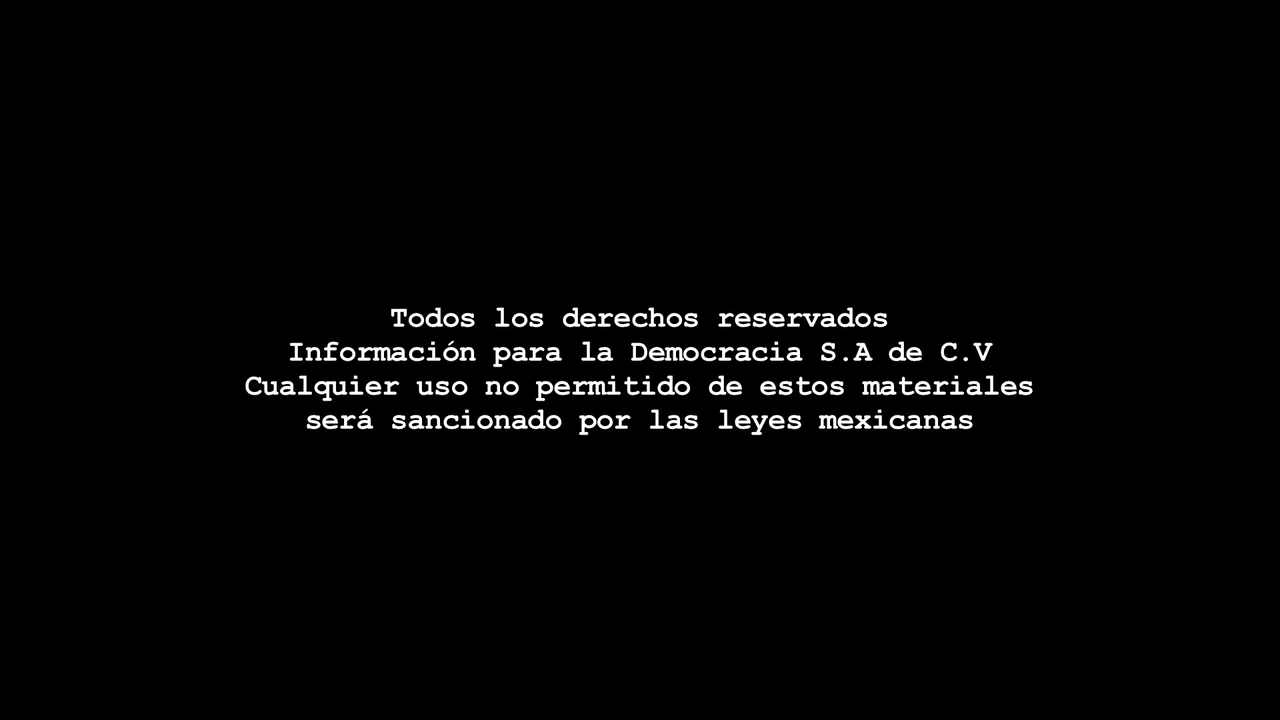 Todos los derechos reservados
Información para la Democracia S.A de C.V
Cualquier uso no permitido de estos materiales
será sancionado por las leyes mexicanas